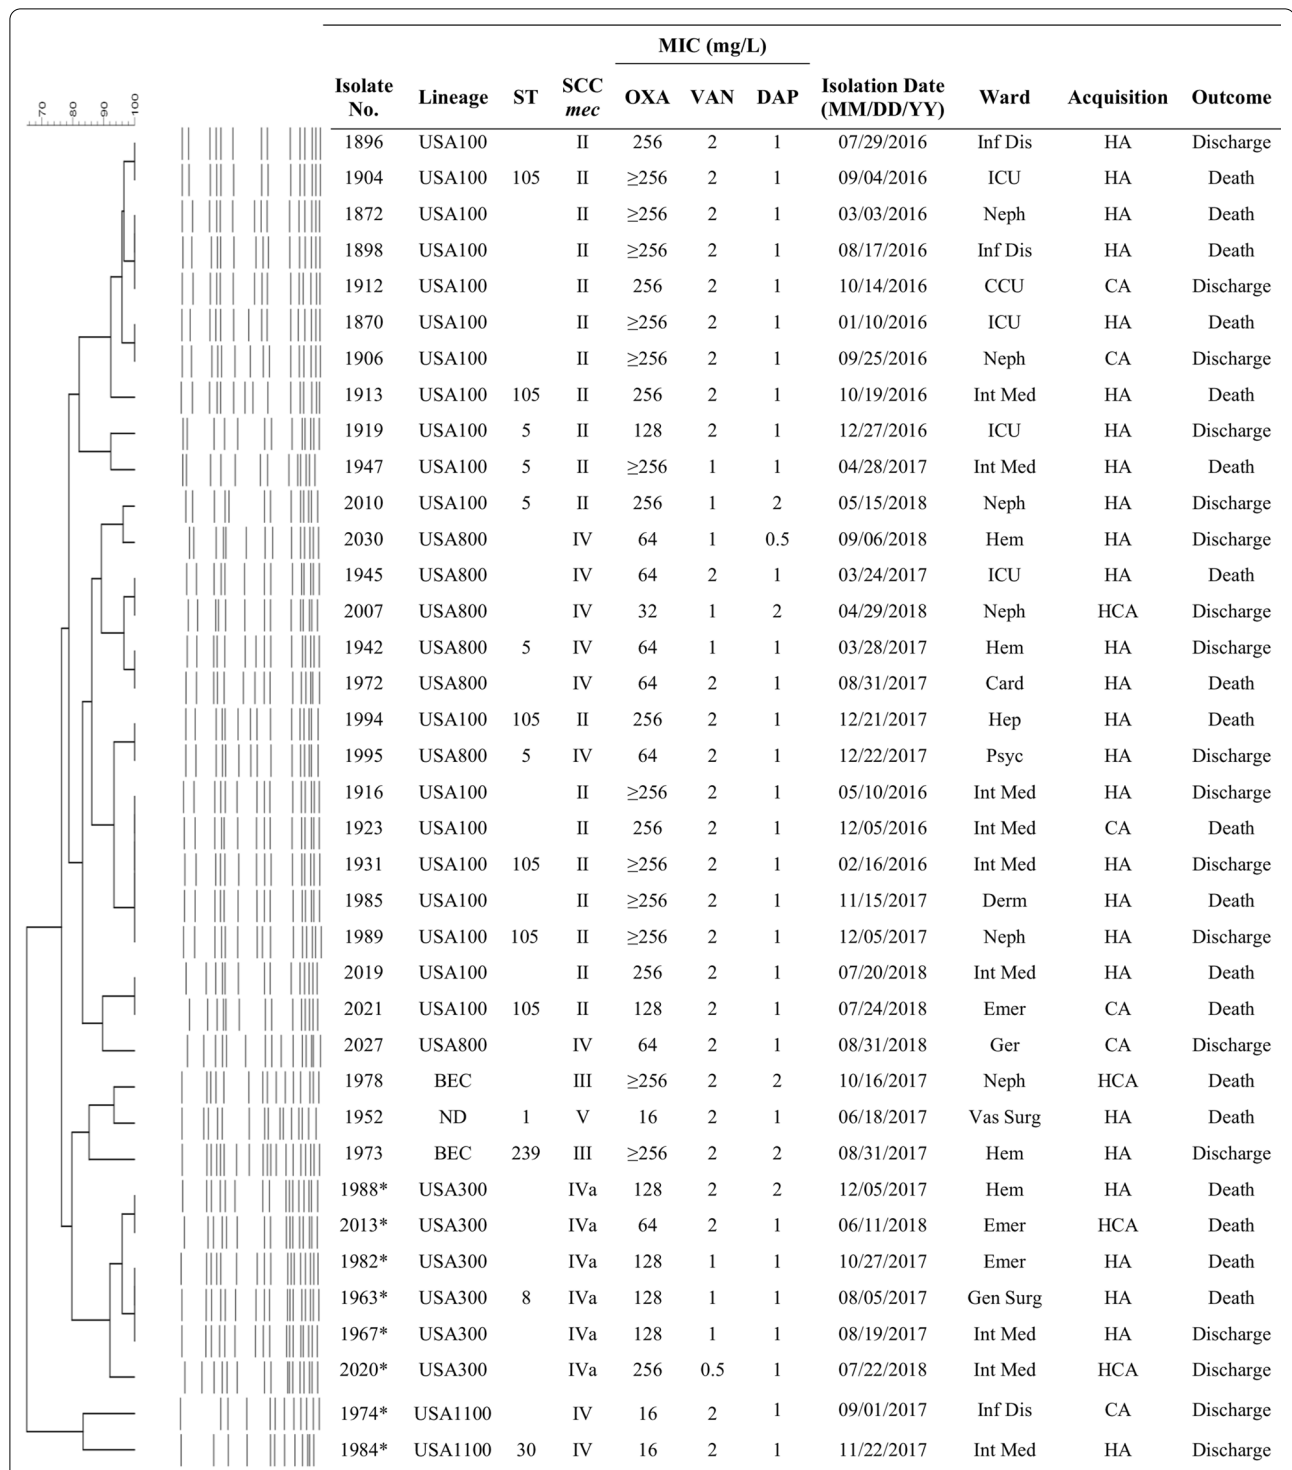 MIC (mg/L)
70 80 90 100
Isolate No. Lineage ST SCC mec OXA VAN DAP Isolation Date (MM/DD/YY) Ward Acquisition Outcome
1896 USA100 II 256 2 1 07/29/2016 Inf Dis HA Discharge
1904 USA100 105 II ≥256 2 1 09/04/2016 ICU HA Death
1872 USA100 II ≥256 2 1 03/03/2016 Neph HA Death
1898 USA100 II ≥256 2 1 08/17/2016 Inf Dis HA Death
1912 USA100 II 256 2 1 10/14/2016 CCU CA Discharge
1870 USA100 II ≥256 2 1 01/10/2016 ICU HA Death
1906 USA100 II ≥256 2 1 09/25/2016 Neph CA Discharge
1913 USA100 105 II 256 2 1 10/19/2016 Int Med HA Death
1919 USA100 5 II 128 2 1 12/27/2016 ICU HA Discharge
1947 USA100 5 II ≥256 1 1 04/28/2017 Int Med HA Death
2010 USA100 5 II 256 1 2 05/15/2018 Neph HA Discharge
2030 USA800 IV 64 1 0.5 09/06/2018 Hem HA Discharge
1945 USA800 IV 64 2 1 03/24/2017 ICU HA Death
2007 USA800 IV 32 1 2 04/29/2018 Neph HCA Discharge
1942 USA800 5 IV 64 1 1 03/28/2017 Hem HA Discharge
1972 USA800 IV 64 2 1 08/31/2017 Card HA Death
1994 USA100 105 II 256 2 1 12/21/2017 Hep HA Death
1995 USA800 5 IV 64 2 1 12/22/2017 Psyc HA Discharge
1916 USA100 II ≥256 2 1 05/10/2016 Int Med HA Discharge
1923 USA100 II 256 2 1 12/05/2016 Int Med CA Death
1931 USA100 105 II ≥256 2 1 02/16/2016 Int Med HA Discharge
1985 USA100 II ≥256 2 1 11/15/2017 Derm HA Death
1989 USA100 105 II ≥256 2 1 12/05/2017 Neph HA Discharge
2019 USA100 II 256 2 1 07/20/2018 Int Med HA Death
2021 USA100 105 II 128 2 1 07/24/2018 Emer CA Death
2027 USA800 IV 64 2 1 08/31/2018 Ger CA Discharge
1978 BEC III ≥256 2 2 10/16/2017 Neph HCA Death
1952 ND 1 V 16 2 1 06/18/2017 Vas Surg HA Death
1973 BEC 239 III ≥256 2 2 08/31/2017 Hem HA Discharge
1988* USA300 IVa 128 2 2 12/05/2017 Hem HA Death
2013* USA300 IVa 64 2 1 06/11/2018 Emer HCA Death
1982* USA300 IVa 128 1 1 10/27/2017 Emer HA Death
1963* USA300 8 IVa 128 1 1 08/05/2017 Gen Surg HA Death
1967* USA300 IVa 128 1 1 08/19/2017 Int Med HA Discharge
2020* USA300 IVa 256 0.5 1 07/22/2018 Int Med HCA Discharge
1974* USA1100 IV 16 2 1 09/01/2017 Inf Dis CA Discharge
1984* USA1100 30 IV 16 2 1 11/22/2017 Int Med HA Discharge